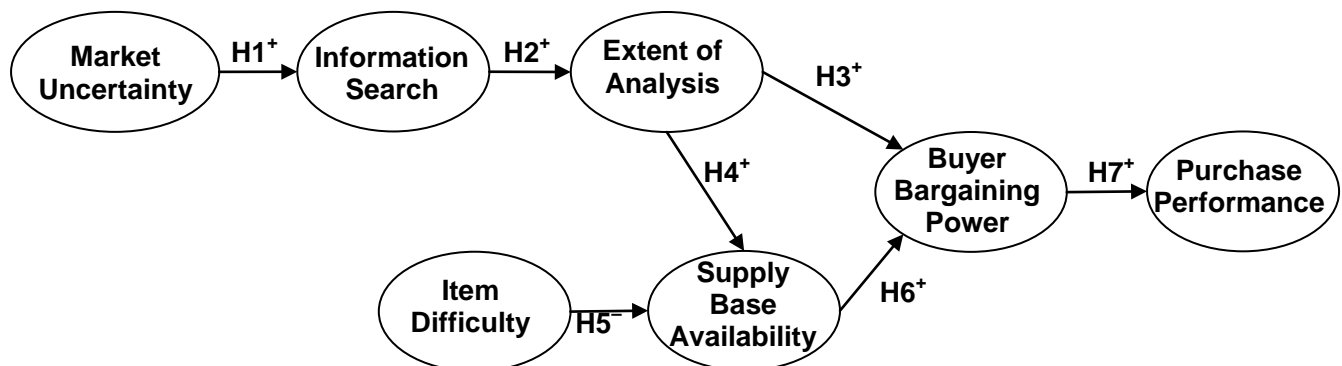 Market
Uncertainty
H1⁺
Information
Search
H2⁺
Extent of
Analysis
H3⁺
H4⁺
Buyer
Bargaining
Power
H7⁺
Purchase
Performance
Item
Difficulty
H5⁻
Supply
Base
Availability
H6⁺